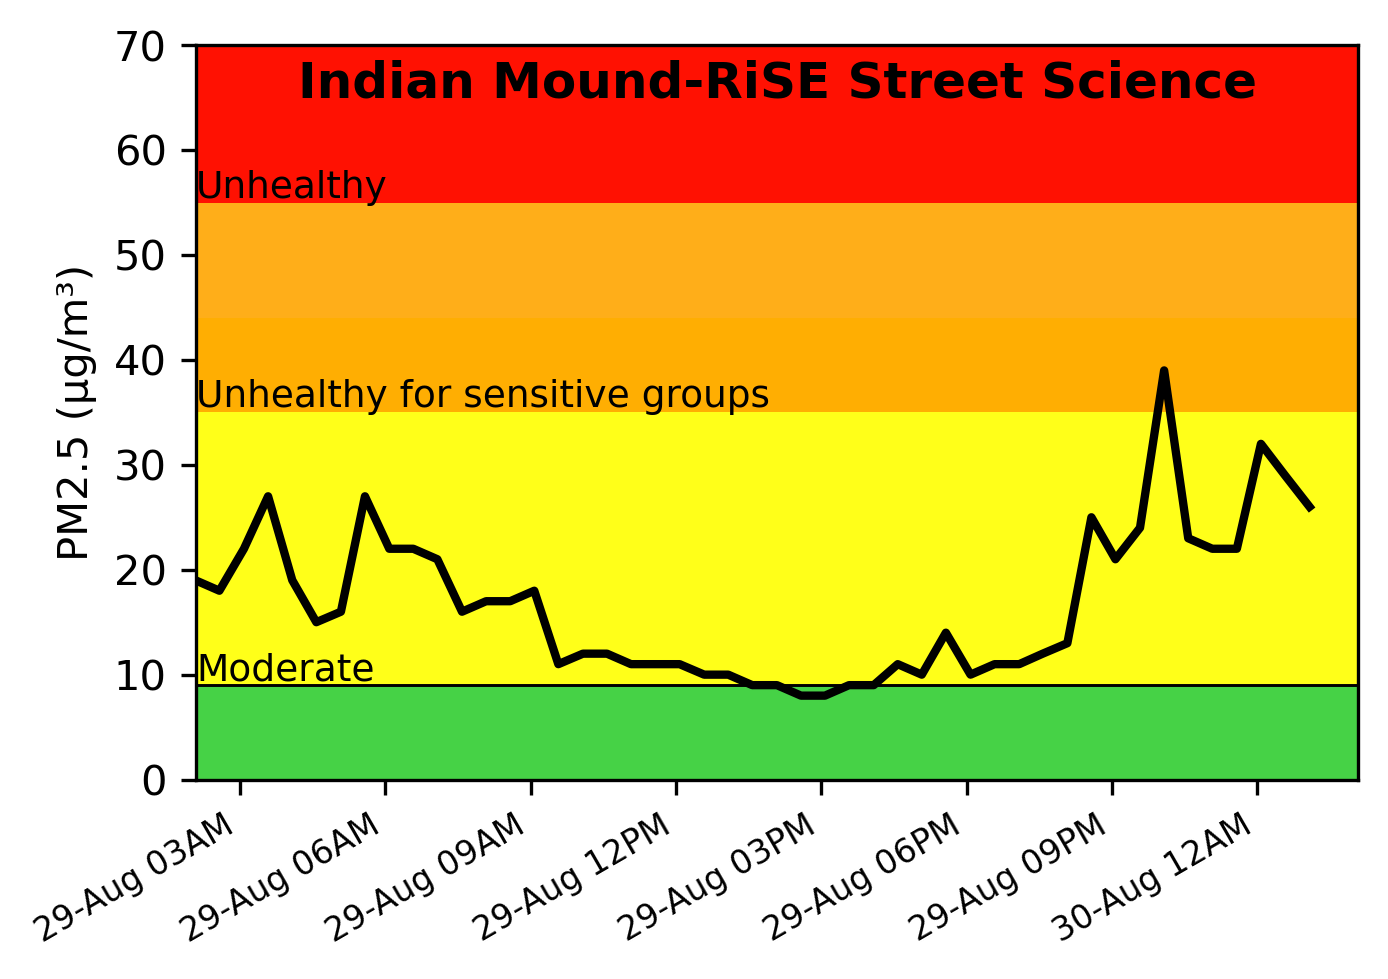 Indian Mound-RiSE Street Science
70
60
Unhealthy
50
40
Unhealthy for sensitive groups
30
20
10
Moderate
0
PM2.5 (µg/m³)
29-Aug 03AM
29-Aug 06AM
29-Aug 09AM
29-Aug 12PM
29-Aug 03PM
29-Aug 06PM
29-Aug 09PM
30-Aug 12AM